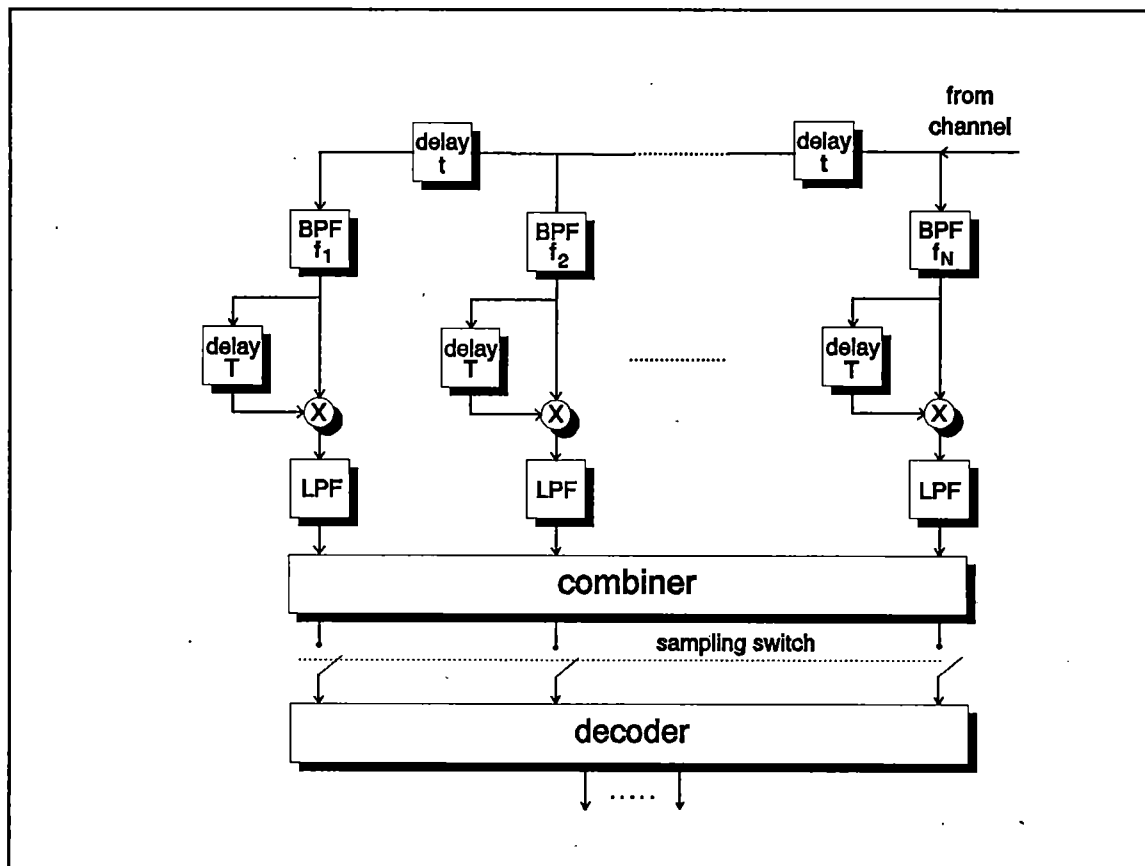 from
channel
delay
t
delay
t
BPF
f1
BPF
f2
BPF
fN
delay
T
delay
T
delay
T
X
X
X
LPF
LPF
LPF
combiner
sampling switch
decoder